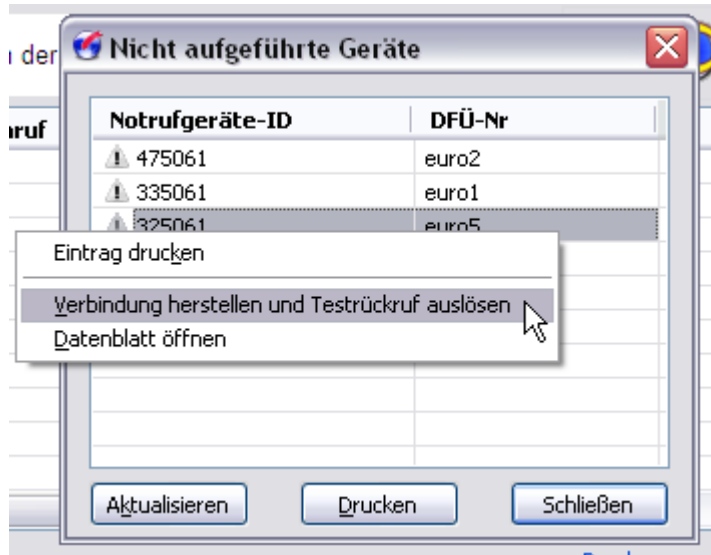 n der
Nicht aufgeführte Geräte
nruf
Notrufgeräte-ID DFÜ-Nr
475061 euro2
335061 euro1
325061 euro5
Eintrag drucken
Verbindung herstellen und Testrückruf auslösen
Datenblatt öffnen
Aktualisieren Drucken Schließen